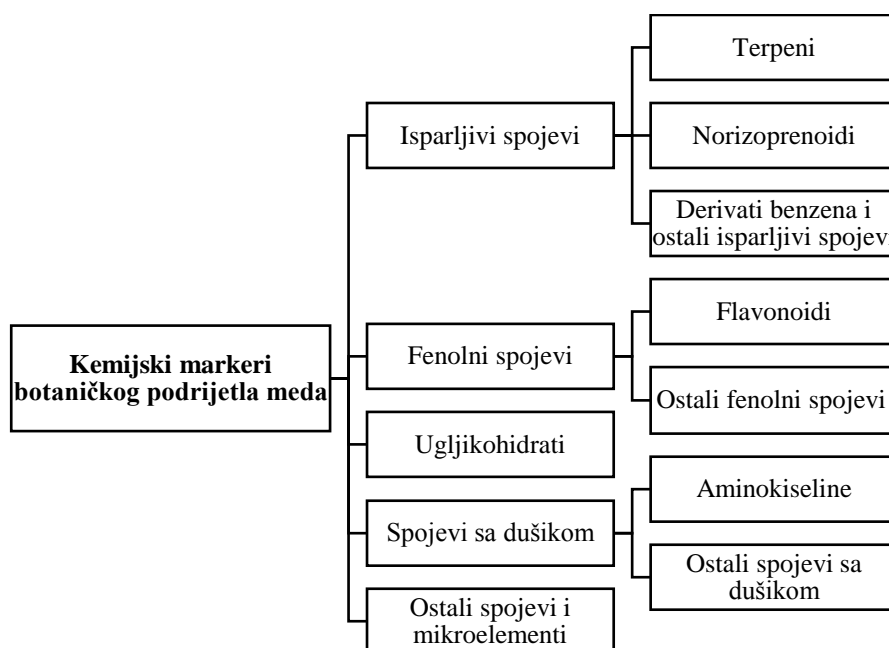 Terpeni
Isparljivi spojevi
Norizoprenoidi
Derivati benzena i
ostali isparljivi spojevi
Flavonoidi
Kemijski markeri
botaničkog podrijetla meda
Fenolni spojevi
Ostali fenolni spojevi
Ugljikohidrati
Aminokiseline
Spojevi sa dušikom
Ostali spojevi sa
dušikom
Ostali spojevi i
mikroelementi